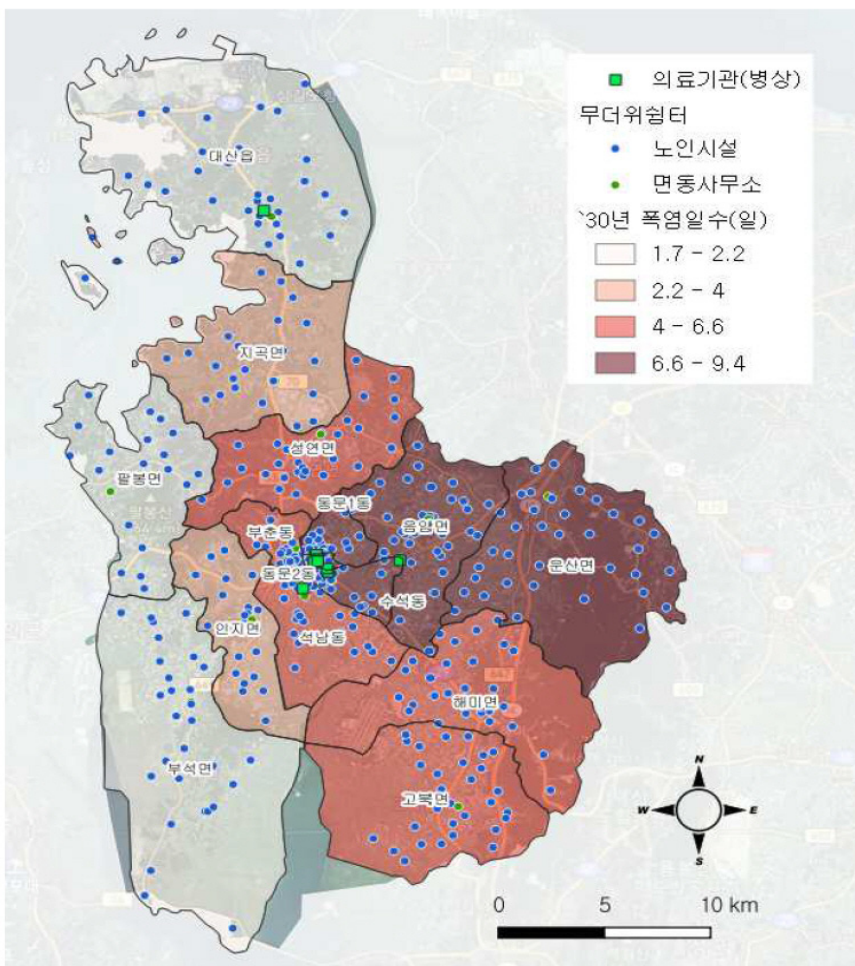 의료기관(병상)
무더위쉼터
노인시설
면동사무소
`30년 폭염일수(일)
1.7 - 2.2
2.2 - 4
4 - 6.6
6.6 - 9.4
대산읍
지곡면
성연면
팔봉면
동문1동
음암면
부춘동
동문2동
운산면
수석동
인지면
석남동
해미면
부석면
고북면
N
W
E
S
0
5
10 km